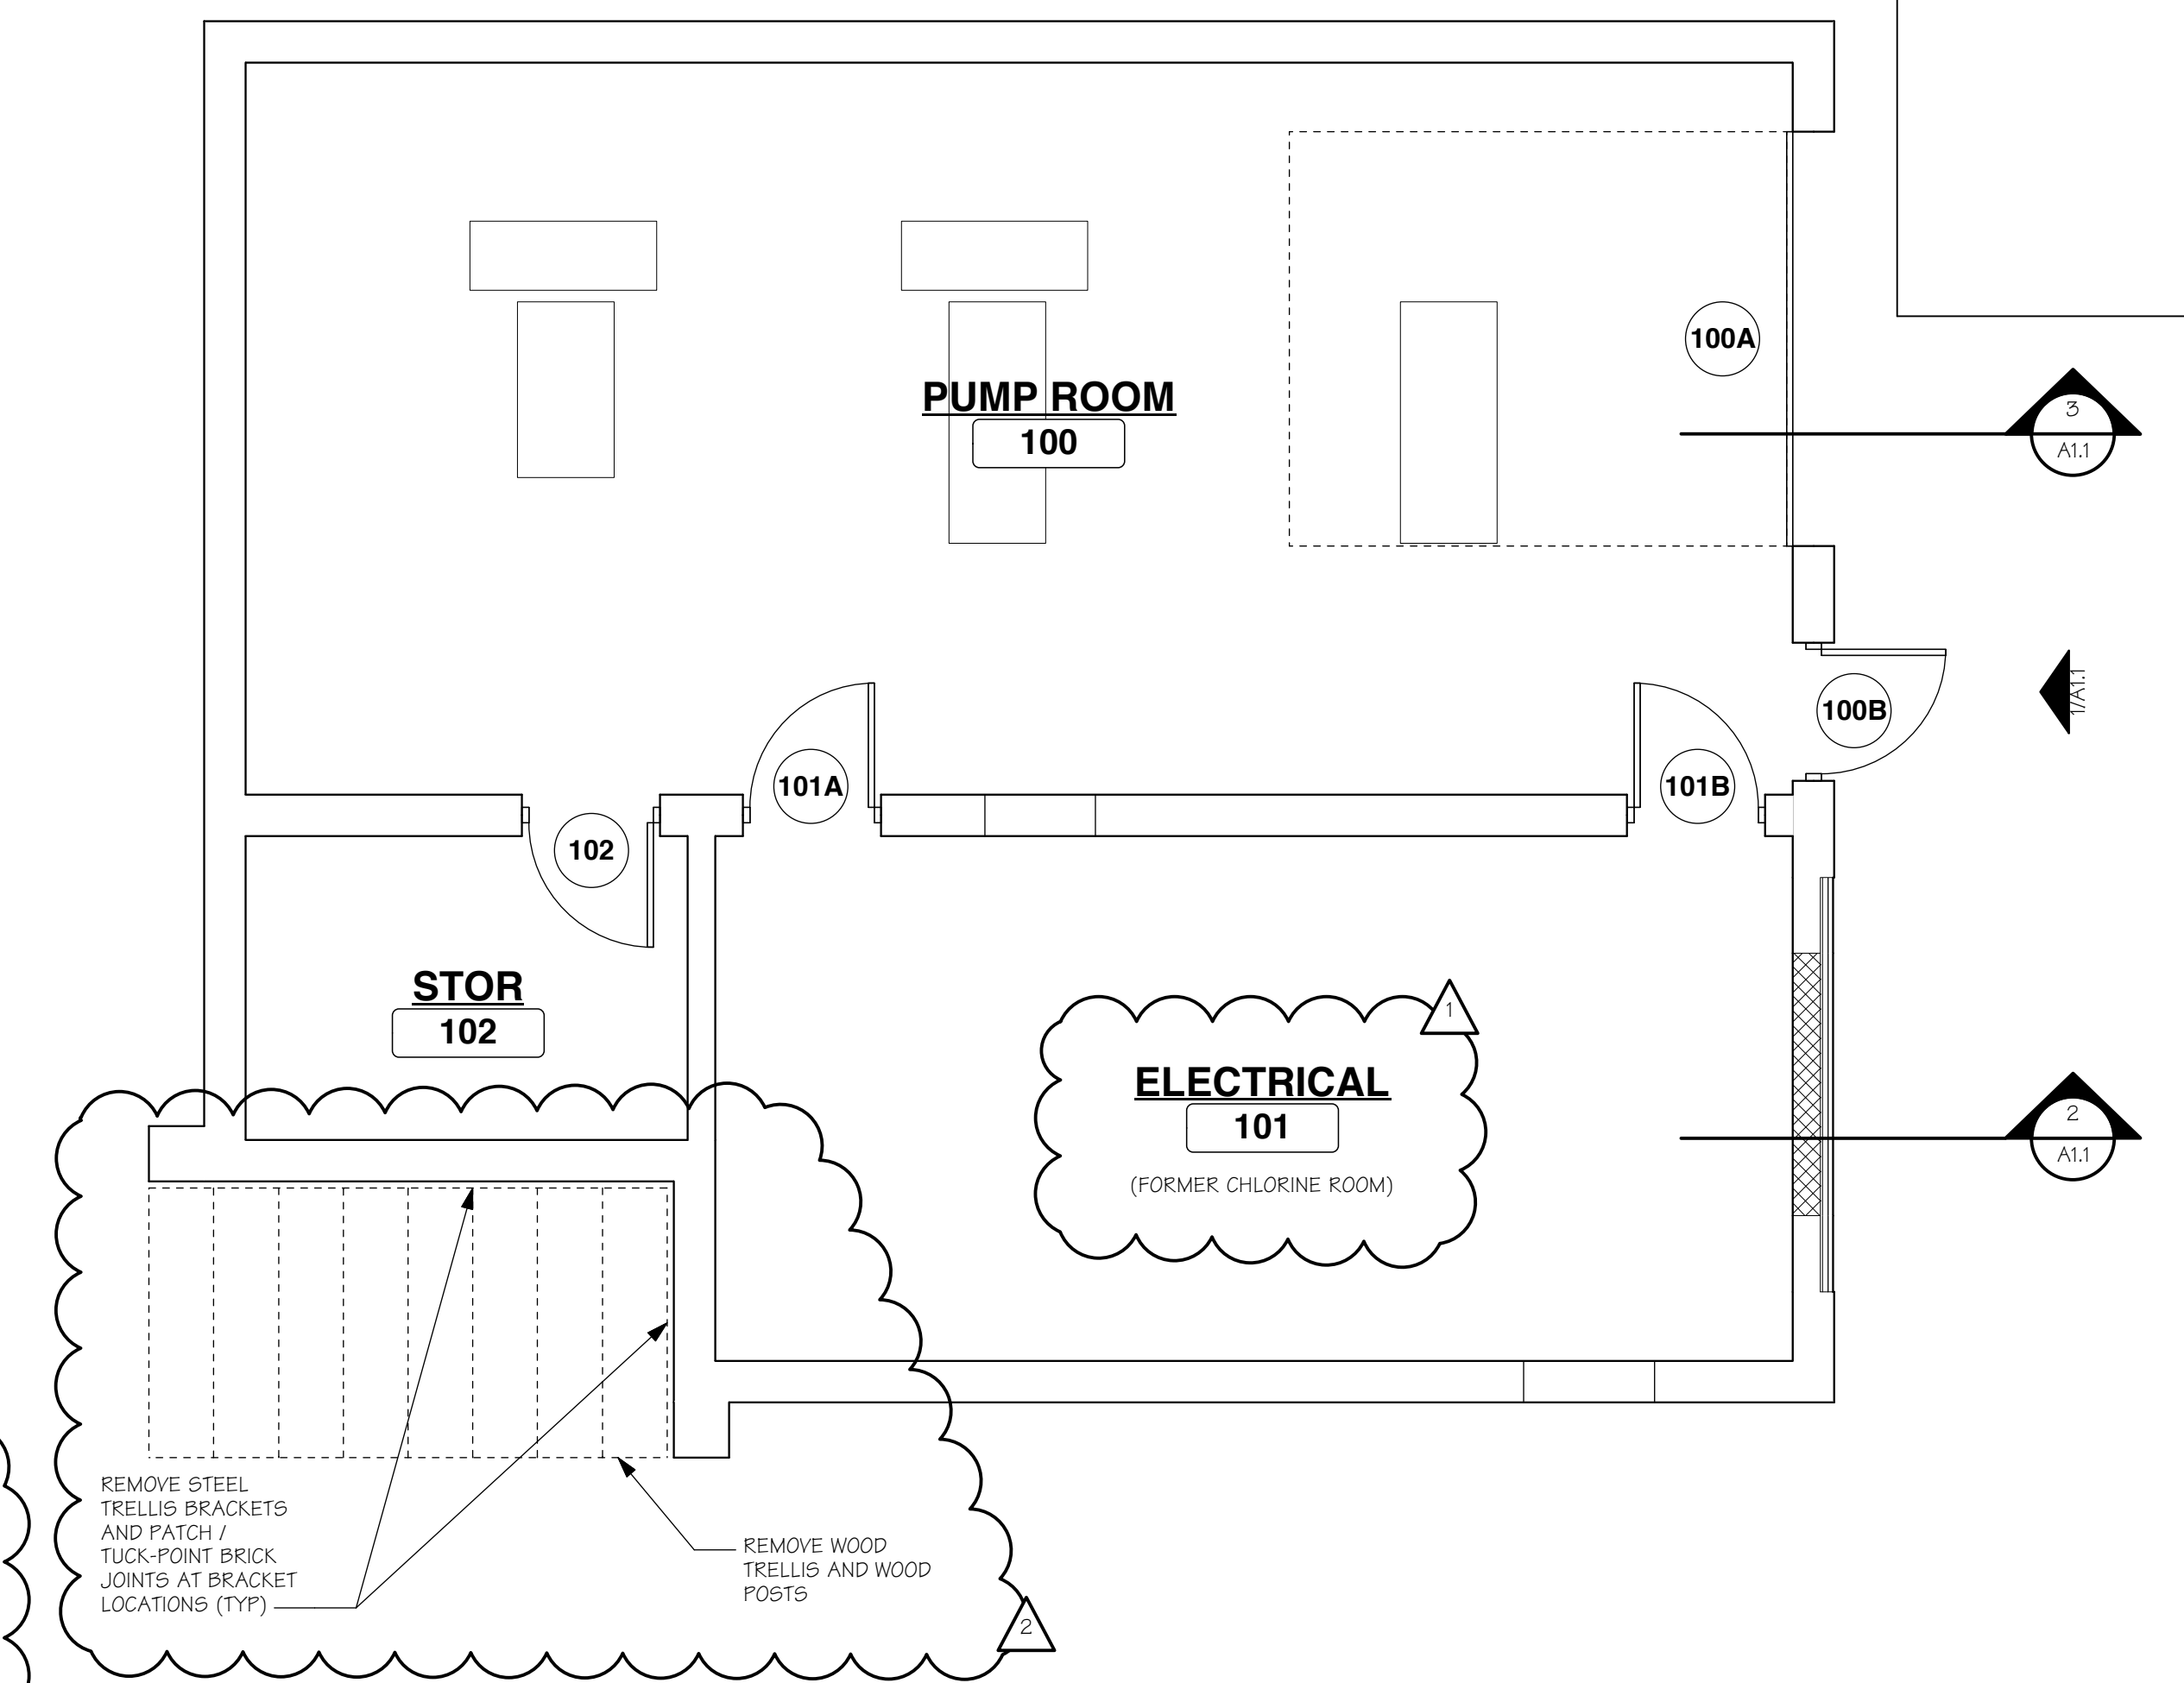 100A
PUMP ROOM
100
3
A1.1
1/A1.1
100B
101A
101B
102
STOR
102
1
ELECTRICAL
101
(FORMER CHLORINE ROOM)
2
A1.1
REMOVE STEEL
TRELLIS BRACKETS
AND PATCH /
TUCK-POINT BRICK
JOINTS AT BRACKET
LOCATIONS (TYP)
REMOVE WOOD
TRELLIS AND WOOD
POSTS
2